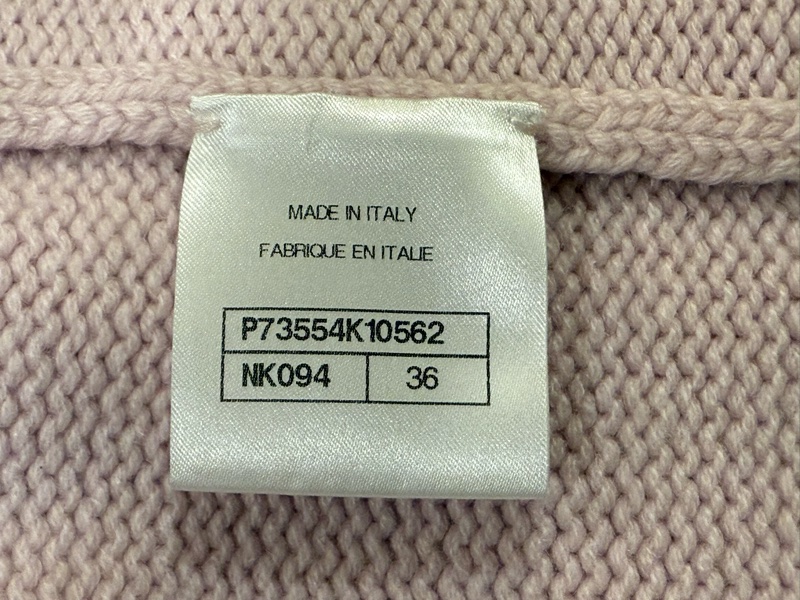 MADE IN ITALY
FABRIQUE EN ITALIE
P73554K10562
NK094 36